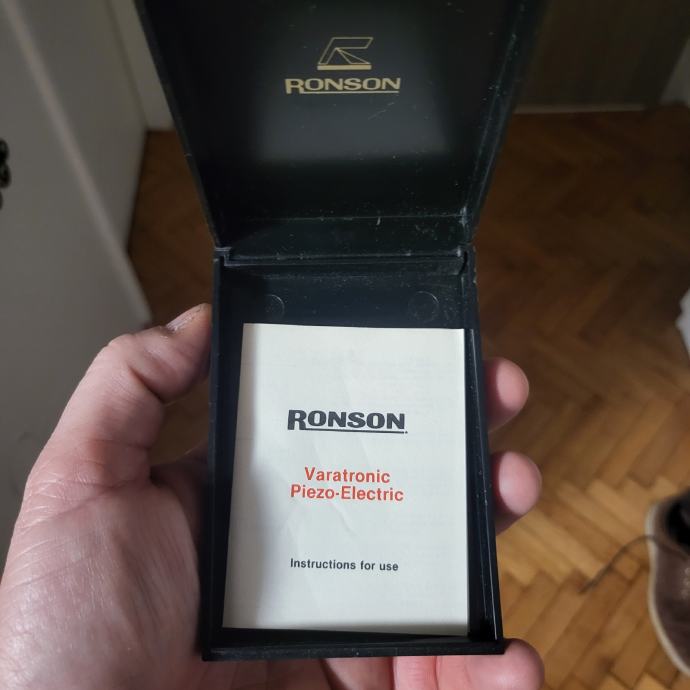 RONSON
RONSON
Varatronic
Piezo-Electric
Instructions for use